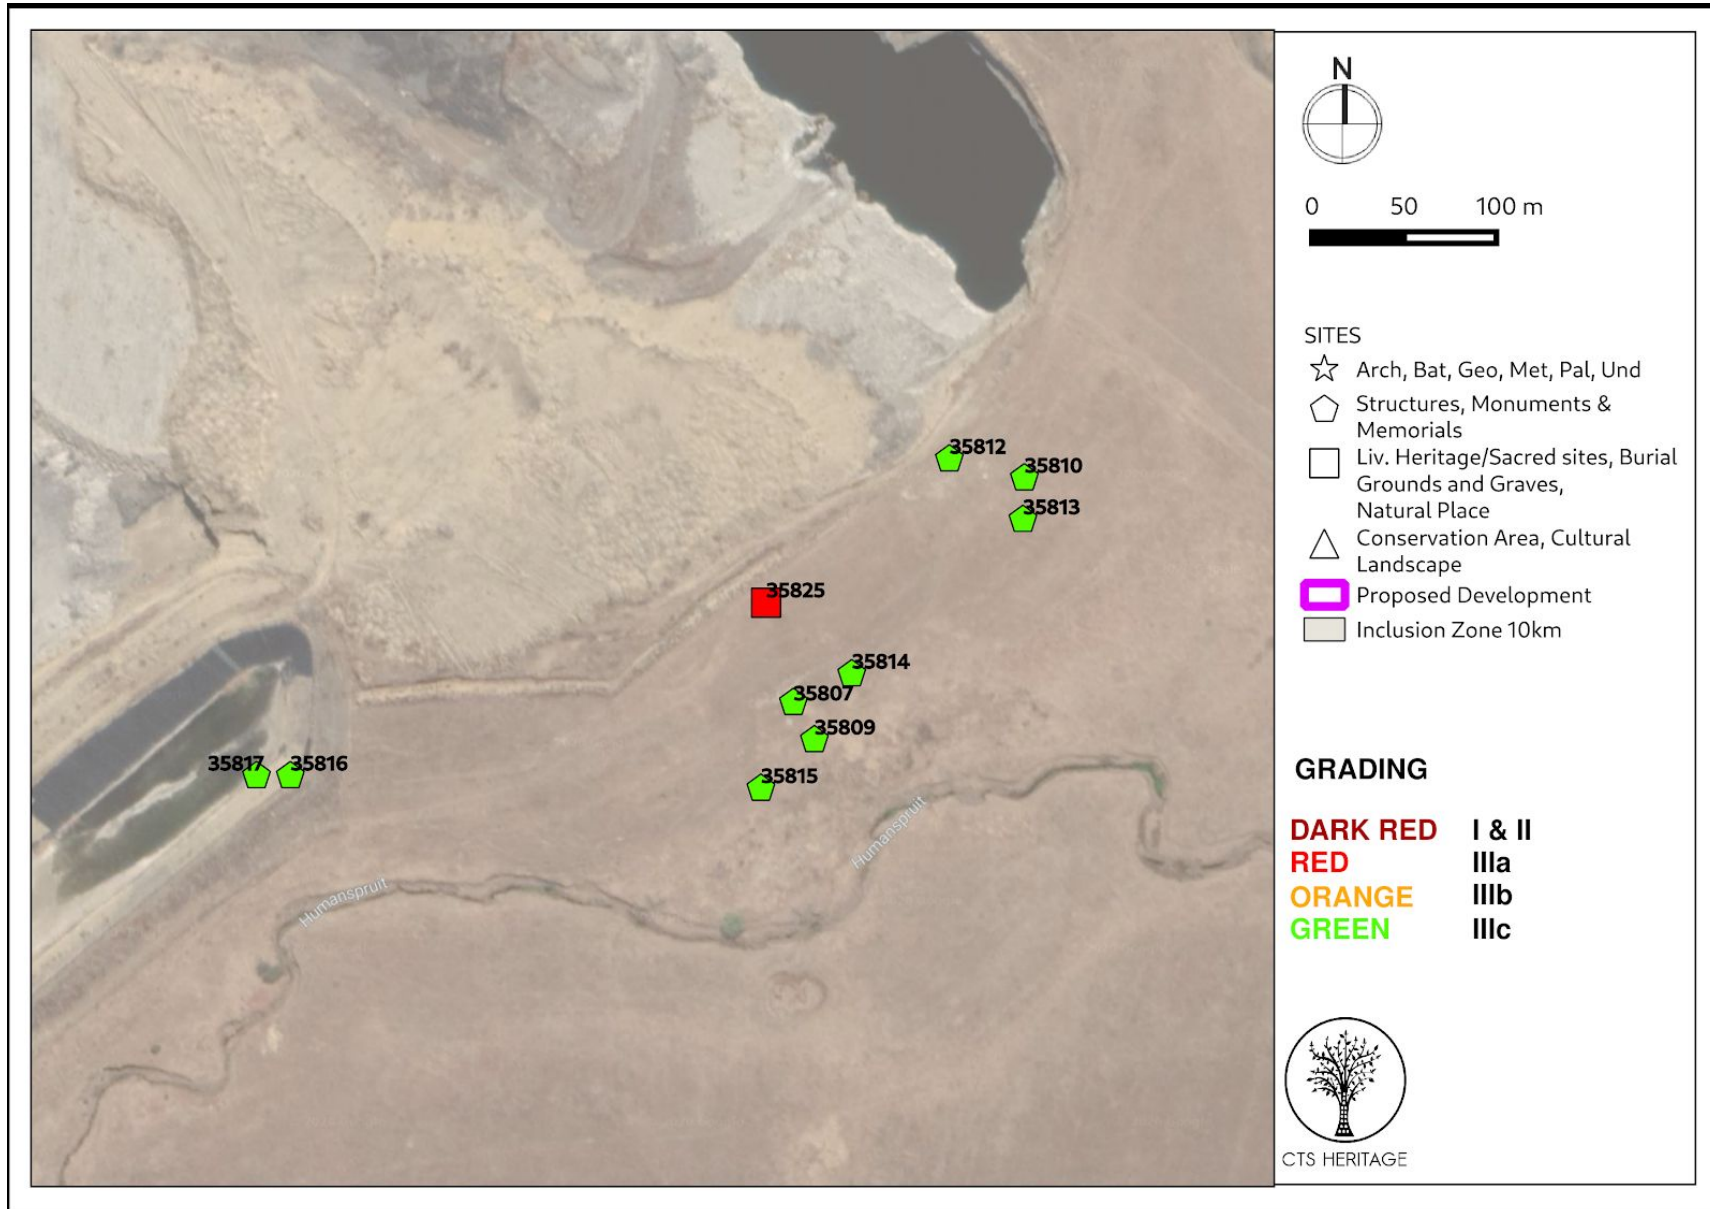 35812
35810
35813
35825
35814
35807
35809
35817
35816
35815
Humanspruit
Humanspruit
N
0 50 100 m
SITES
Arch, Bat, Geo, Met, Pal, Und
Structures, Monuments &
Memorials
Liv. Heritage/Sacred sites, Burial
Grounds and Graves,
Natural Place
Conservation Area, Cultural
Landscape
Proposed Development
Inclusion Zone 10km
GRADING
DARK RED I & II
RED IIIa
ORANGE IIIb
GREEN IIIc
CTS HERITAGE